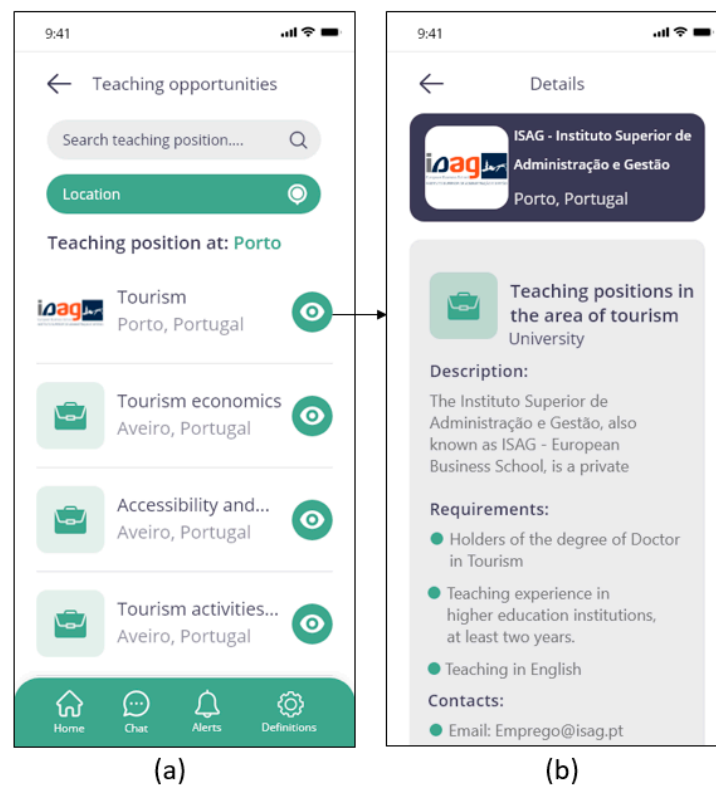 9:41
Teaching opportunities
Search teaching position....
Location
Teaching position at: Porto
isag
Tourism
Porto, Portugal
Tourism economics
Aveiro, Portugal
Accessibility and...
Aveiro, Portugal
Tourism activities...
Aveiro, Portugal
Home Chat Alerts Definitions
(a)
9:41
Details
isag
ISAG - Instituto Superior de
Administração e Gestão
Porto, Portugal
Teaching positions in
the area of tourism
University
Description:
The Instituto Superior de
Administração e Gestão, also
known as ISAG - European
Business School, is a private
Requirements:
Holders of the degree of Doctor
in Tourism
Teaching experience in
higher education institutions,
at least two years.
Teaching in English
Contacts:
Email: Emprego@isag.pt
(b)